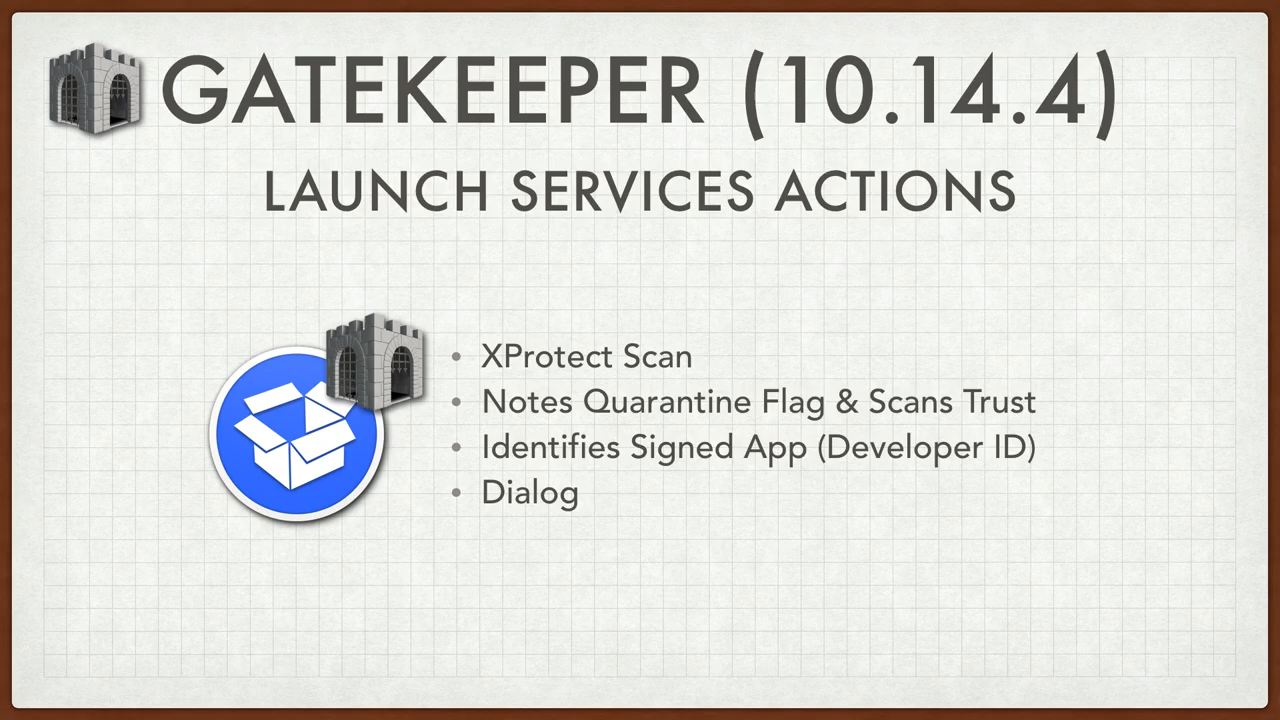 GATEKEEPER (10.14.4)
LAUNCH SERVICES ACTIONS
• XProtect Scan
• Notes Quarantine Flag & Scans Trust
• Identifies Signed App (Developer ID)
• Dialog